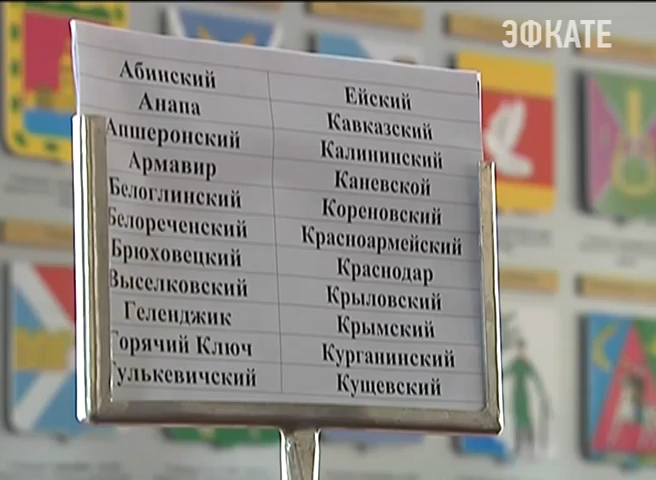 ЭФКАТЕ
Абинский
Анапа
Апшеронский
Армавир
Белоглинский
Белореченский
Брюховецкий
Выселковский
Геленджик
Горячий Ключ
Гулькевичский
Ейский
Кавказский
Калининский
Каневской
Кореновский
Красноармейский
Краснодар
Крыловский
Крымский
Курганинский
Кущевский